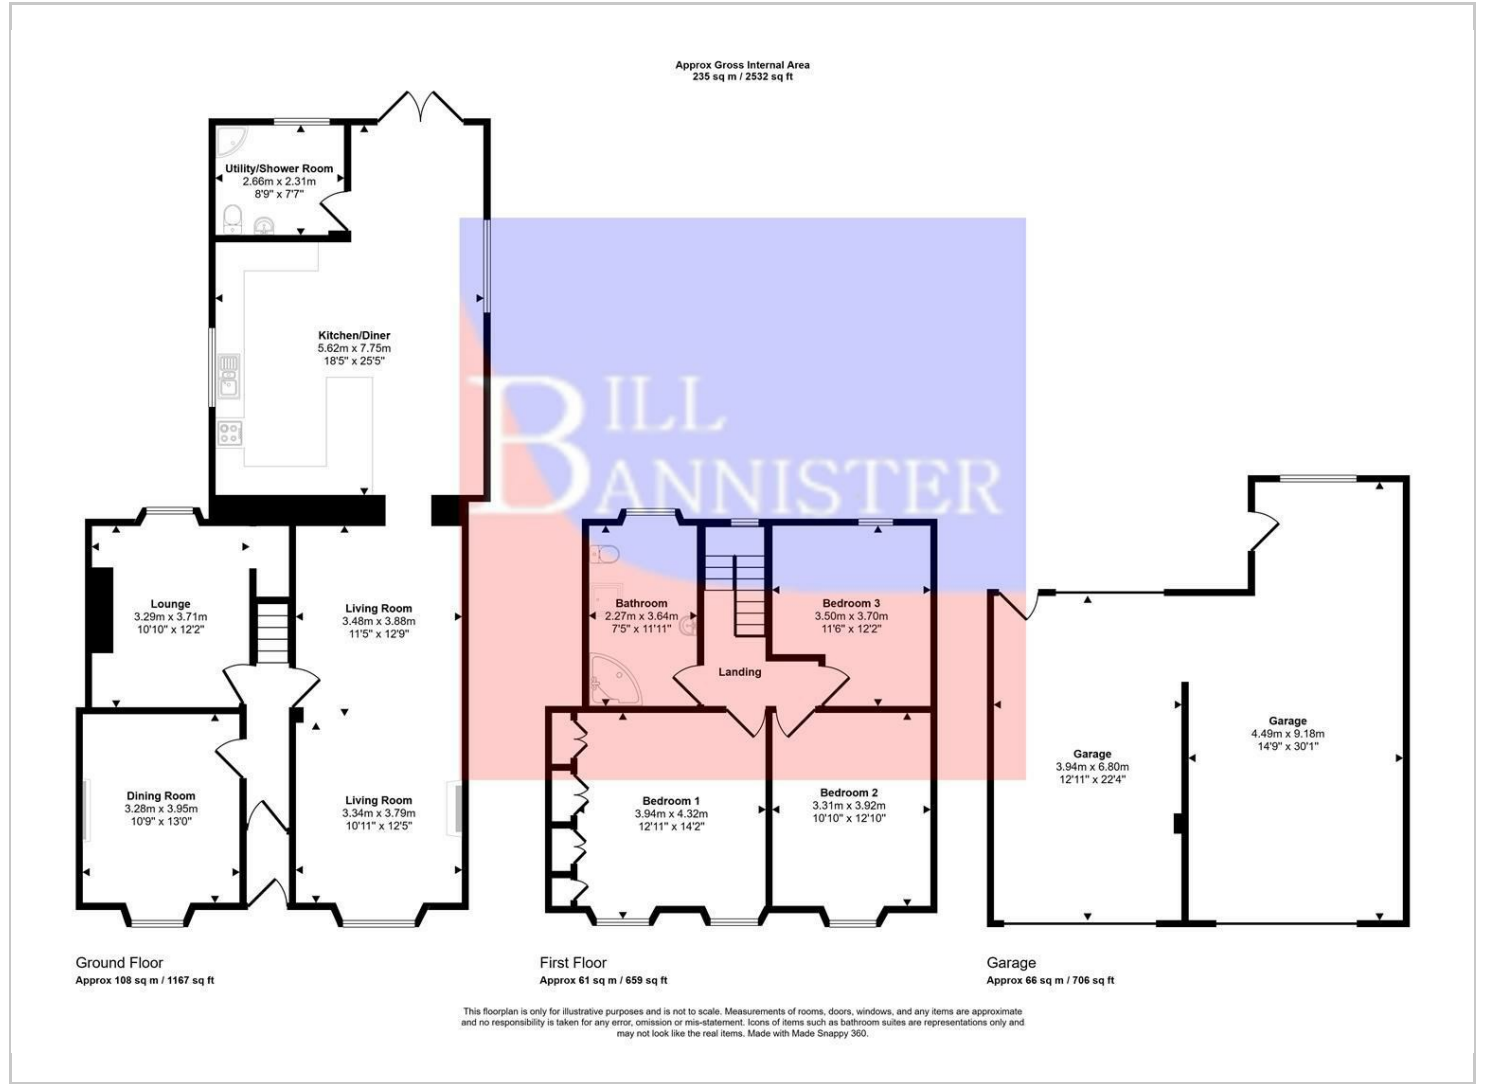 Approx Gross Internal Area
235 sq m / 2532 sq ft
Utility/Shower Room
2.66m x 2.31m
8'9" x 7'7"
Kitchen/Diner
5.62m x 7.75m
18'5" x 25'5"
BILL
BANNISTER
Lounge
3.29m x 3.71m
10'10" x 12'2"
Living Room
3.48m x 3.88m
11'5" x 12'9"
Dining Room
3.28m x 3.95m
10'9" x 13'0"
Living Room
3.34m x 3.79m
10'11" x 12'5"
Bathroom
2.27m x 3.64m
7'5" x 11'11"
Bedroom 3
3.50m x 3.70m
11'6" x 12'2"
Landing
Bedroom 1
3.94m x 4.32m
12'11" x 14'2"
Bedroom 2
3.31m x 3.92m
10'10" x 12'10"
Garage
3.94m x 6.80m
12'11" x 22'4"
Garage
4.49m x 9.18m
14'9" x 30'1"
Ground Floor
Approx 108 sq m / 1167 sq ft
First Floor
Approx 61 sq m / 659 sq ft
Garage
Approx 66 sq m / 706 sq ft
This floorplan is only for illustrative purposes and is not to scale. Measurements of rooms, doors, windows, and any items are approximate
and no responsibility is taken for any error, omission or mis-statement. Icons of items such as bathroom suites are representations only and
may not look like the real items. Made with Made Snappy 360.